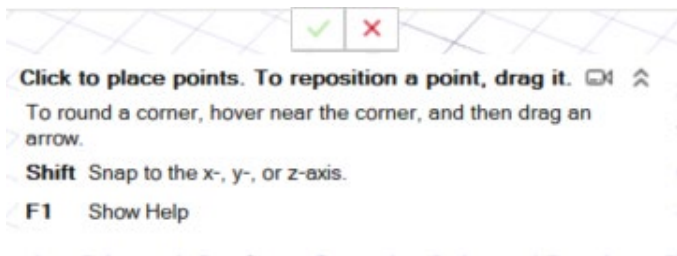 Click to place points. To reposition a point, drag it.
To round a corner, hover near the corner, and then drag an
arrow.
Shift Snap to the x-, y-, or z-axis.
F1 Show Help